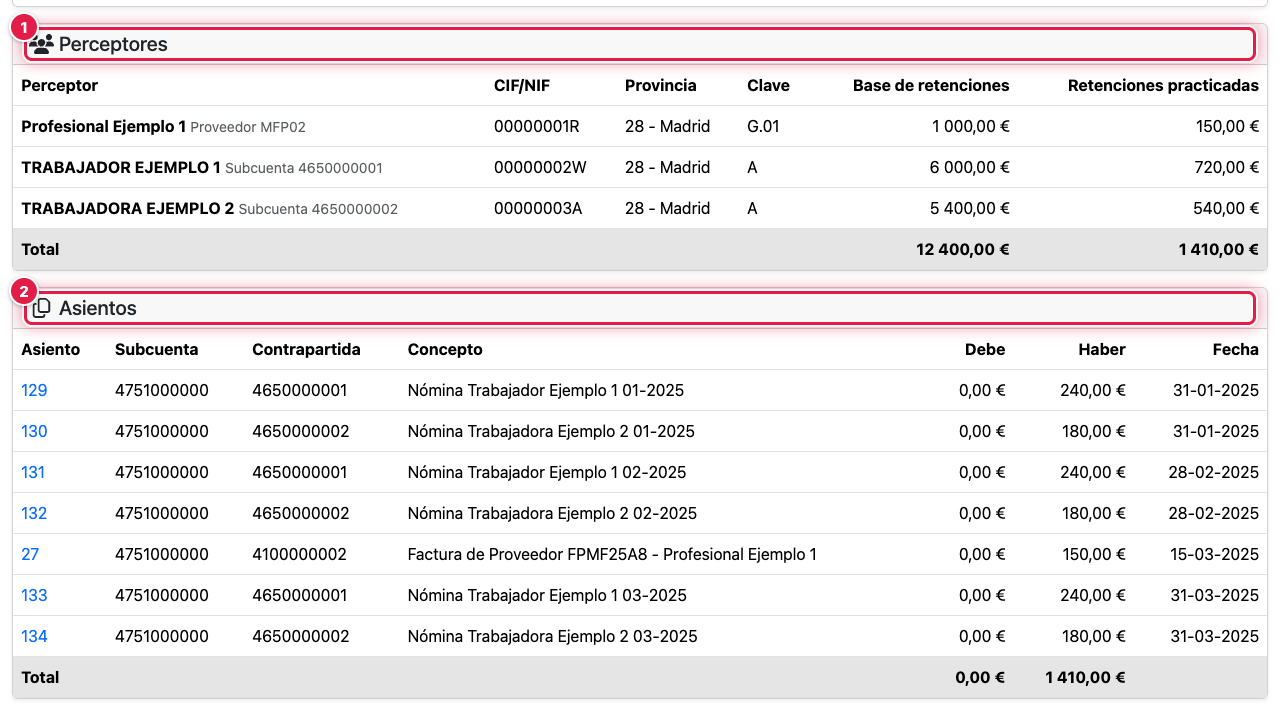 1
Perceptores
Perceptor CIF/NIF Provincia Clave Base de retenciones Retenciones practicadas
Profesional Ejemplo 1 Proveedor MFP02 00000001R 28 - Madrid G.01 1 000,00 € 150,00 €
TRABAJADOR EJEMPLO 1 Subcuenta 4650000001 00000002W 28 - Madrid A 6 000,00 € 720,00 €
TRABAJADORA EJEMPLO 2 Subcuenta 4650000002 00000003A 28 - Madrid A 5 400,00 € 540,00 €
Total 12 400,00 € 1 410,00 €
2
Asientos
Asiento Subcuenta Contrapartida Concepto Debe Haber Fecha
129 4751000000 4650000001 Nómina Trabajador Ejemplo 1 01-2025 0,00 € 240,00 € 31-01-2025
130 4751000000 4650000002 Nómina Trabajadora Ejemplo 2 01-2025 0,00 € 180,00 € 31-01-2025
131 4751000000 4650000001 Nómina Trabajador Ejemplo 1 02-2025 0,00 € 240,00 € 28-02-2025
132 4751000000 4650000002 Nómina Trabajadora Ejemplo 2 02-2025 0,00 € 180,00 € 28-02-2025
27 4751000000 4100000002 Factura de Proveedor FPMF25A8 - Profesional Ejemplo 1 0,00 € 150,00 € 15-03-2025
133 4751000000 4650000001 Nómina Trabajador Ejemplo 1 03-2025 0,00 € 240,00 € 31-03-2025
134 4751000000 4650000002 Nómina Trabajadora Ejemplo 2 03-2025 0,00 € 180,00 € 31-03-2025
Total 0,00 € 1 410,00 €